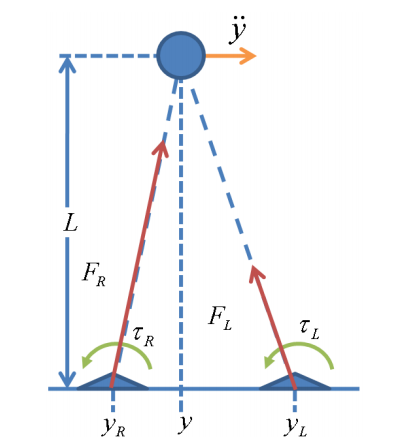 ÿ
L
F_R
τ_R
F_L
τ_L
y_R y y_L